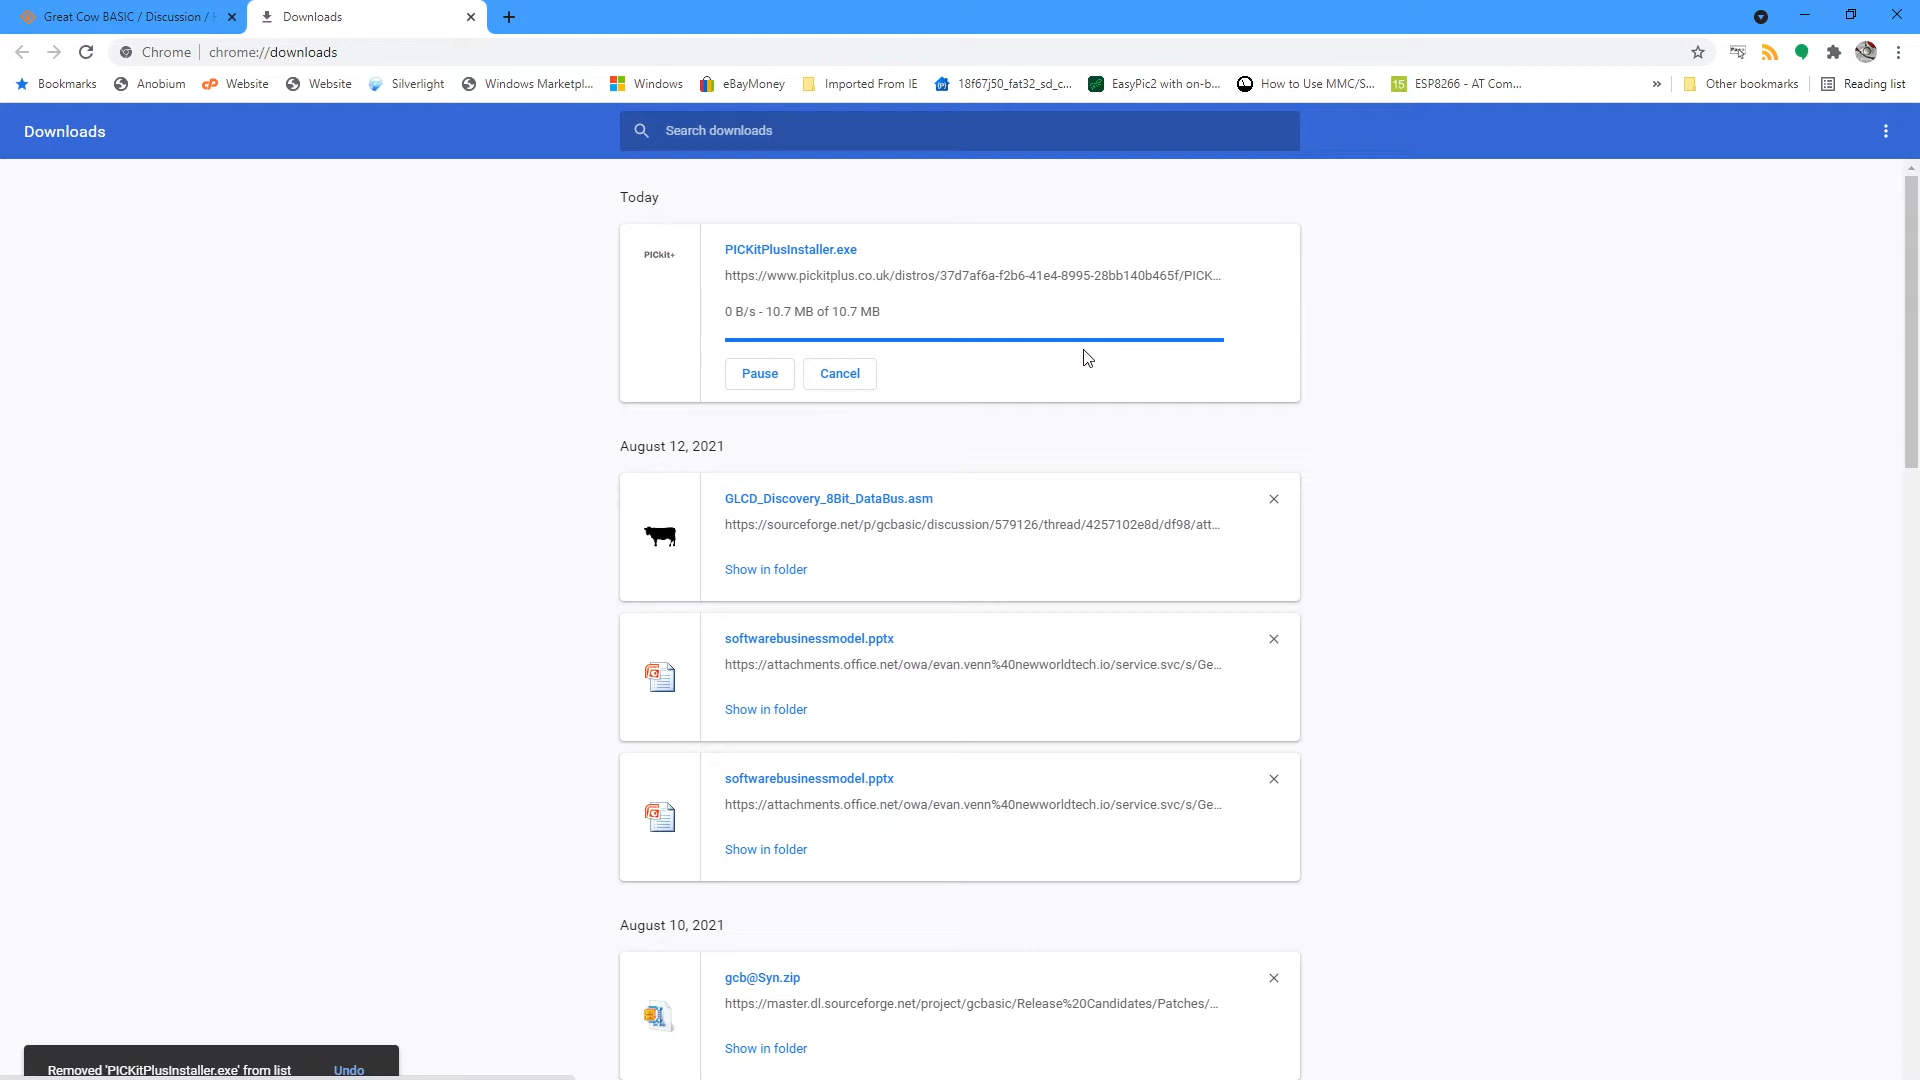 Great Cow BASIC / Discussion /
Downloads
Chrome
chrome://downloads
Bookmarks
Anobium
Website
Website
Silverlight
Windows Marketpl...
Windows
eBayMoney
Imported From IE
18f67j50_fat32_sd_c...
EasyPic2 with on-b...
How to Use MMC/S...
15
ESP8266 - AT Com...
»
Other bookmarks
Reading list
Downloads
Search downloads
Today
PICkit+
PICKitPlusInstaller.exe
https://www.pickitplus.co.uk/distros/37d7af6a-f2b6-41e4-8995-28bb140b465f/PICK...
0 B/s - 10.7 MB of 10.7 MB
Pause
Cancel
August 12, 2021
GLCD_Discovery_8Bit_DataBus.asm
https://sourceforge.net/p/gcbasic/discussion/579126/thread/4257102e8d/df98/att...
Show in folder
softwarebusinessmodel.pptx
https://attachments.office.net/owa/evan.venn%40newworldtech.io/service.svc/s/Ge...
Show in folder
softwarebusinessmodel.pptx
https://attachments.office.net/owa/evan.venn%40newworldtech.io/service.svc/s/Ge...
Show in folder
August 10, 2021
gcb@Syn.zip
https://master.dl.sourceforge.net/project/gcbasic/Release%20Candidates/Patches/...
Show in folder
Removed 'PICKitPlusInstaller.exe' from list
Undo